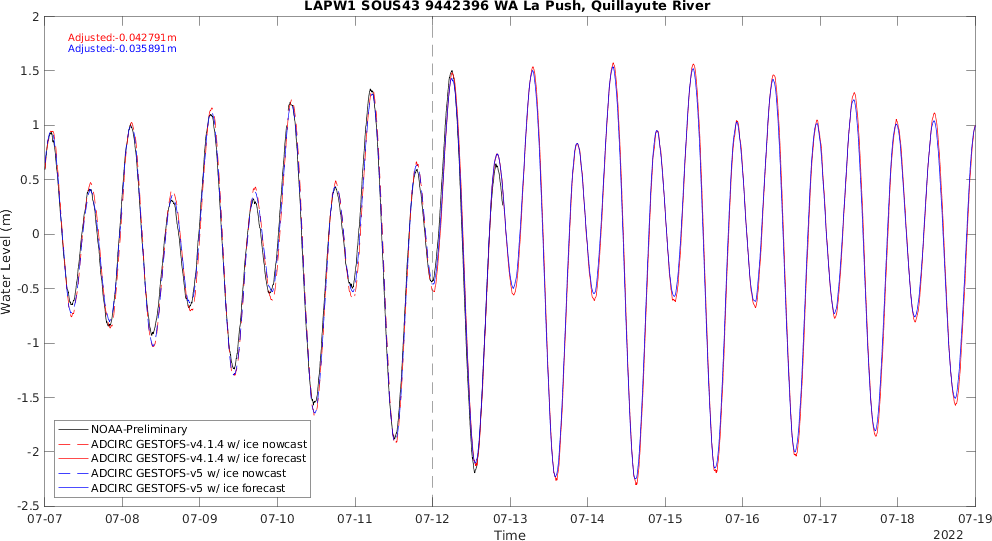 LAPW1 SOUS43 9442396 WA La Push, Quillayute River
2
Adjusted:-0.042791m
Adjusted:-0.035891m
1.5
1
0.5
0
-0.5
-1
-1.5
-2
-2.5
Water Level (m)
NOAA-Preliminary
ADCIRC GESTOFS-v4.1.4 w/ ice nowcast
ADCIRC GESTOFS-v4.1.4 w/ ice forecast
ADCIRC GESTOFS-v5 w/ ice nowcast
ADCIRC GESTOFS-v5 w/ ice forecast
07-07 07-08 07-09 07-10 07-11 07-12 07-13 07-14 07-15 07-16 07-17 07-18 07-19
Time
2022